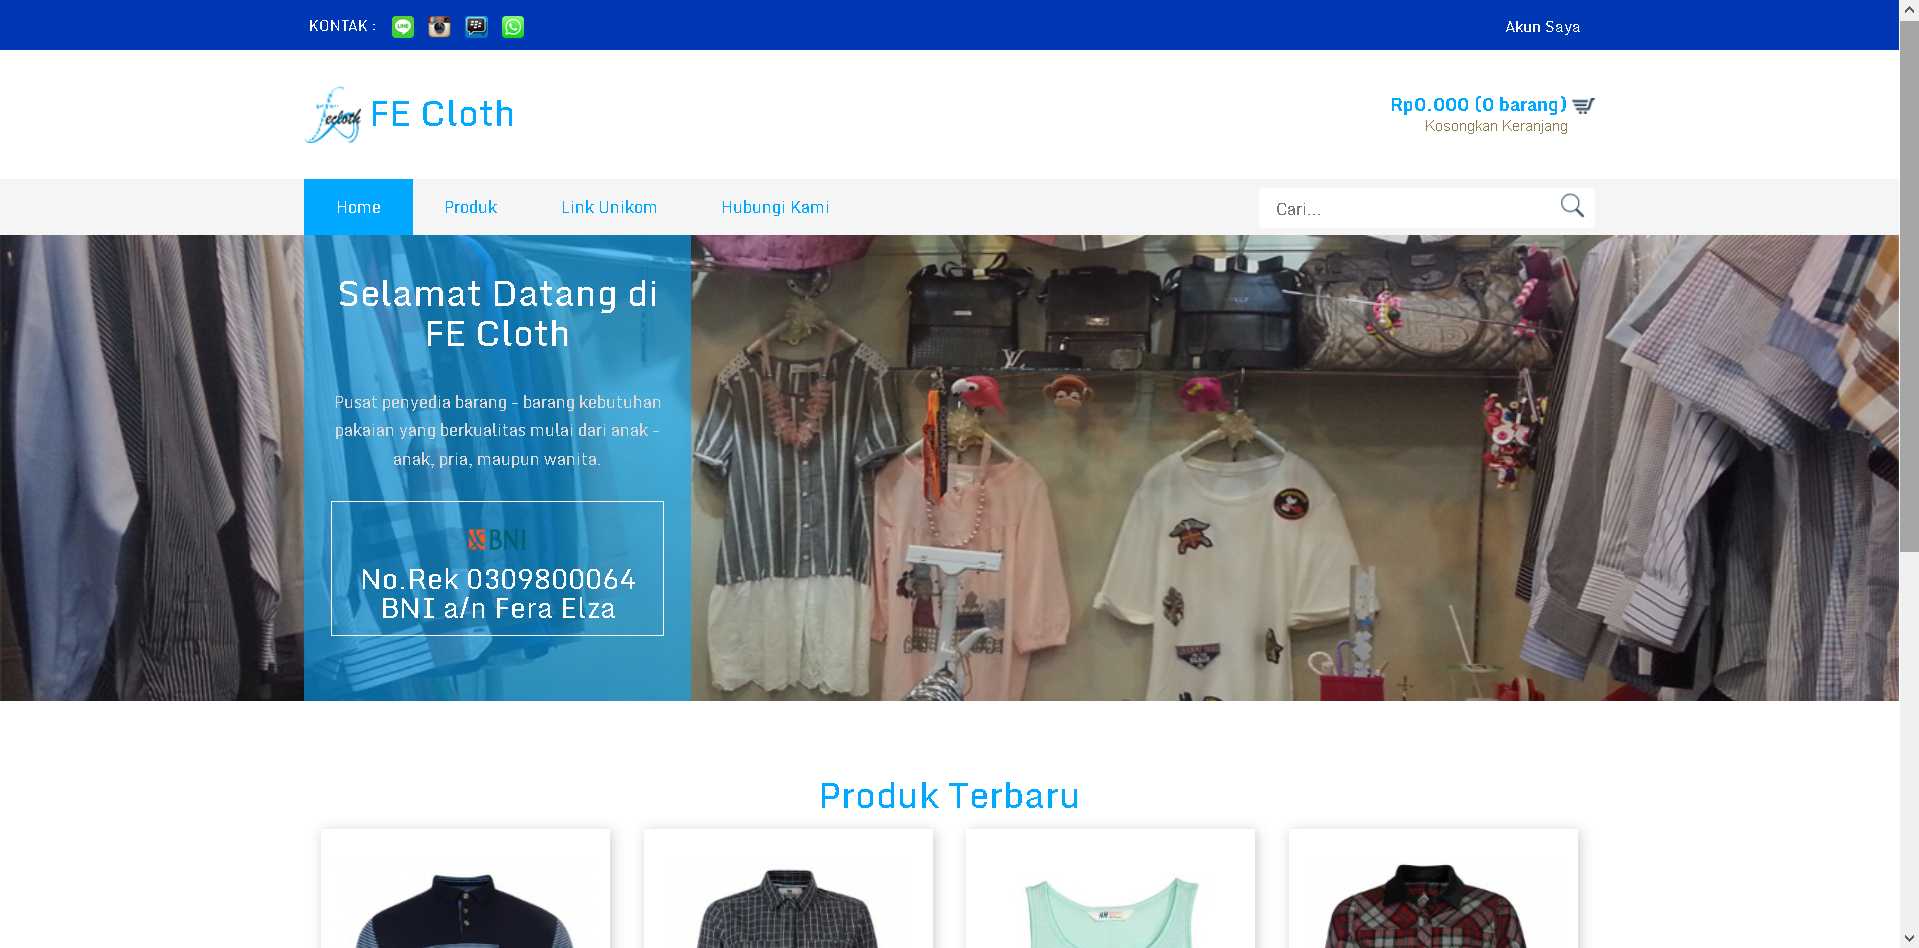 KONTAK :
Akun Saya
fecloth
FE Cloth
Rp0.000 (0 barang)
Kosongkan Keranjang
Home
Produk
Link Unikom
Hubungi Kami
Cari...
Selamat Datang di
FE Cloth
Pusat penyedia barang - barang kebutuhan
pakaian yang berkualitas mulai dari anak -
anak, pria, maupun wanita.
BNI
No.Rek 0309800064
BNI a/n Fera Elza
Produk Terbaru